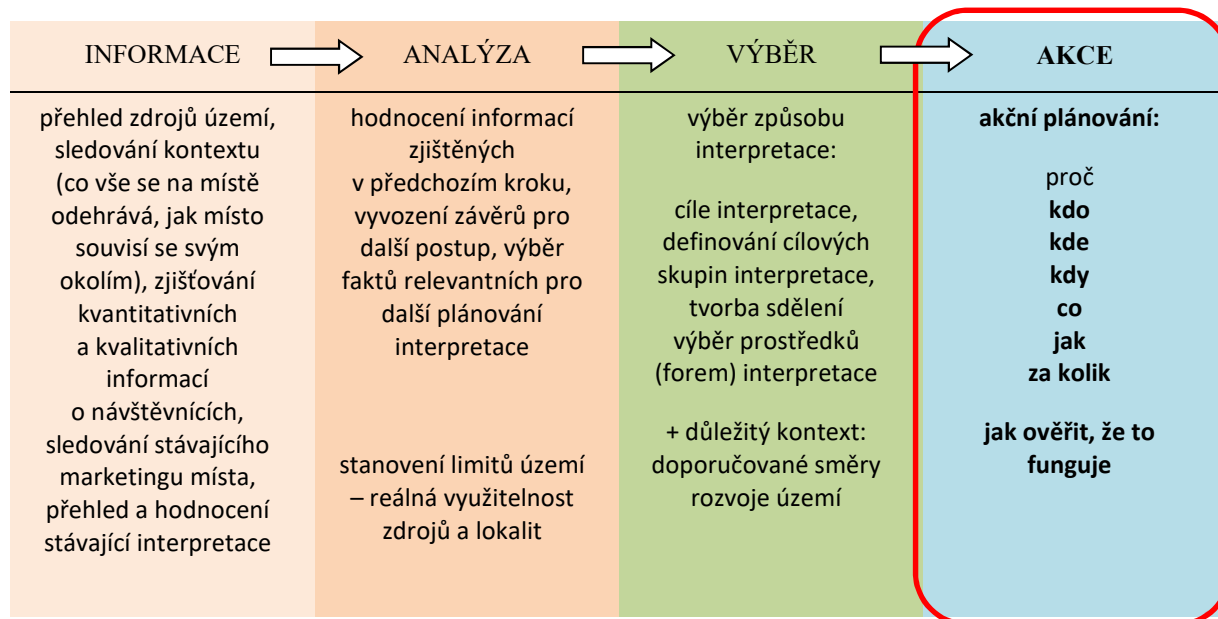 INFORMACE
ANALÝZA
VÝBĚR
AKCE
přehled zdrojů území,
sledování kontextu
(co vše se na místě
odehrává, jak místo
souvisí se svým
okolím), zjišťování
kvantitativních
a kvalitativních
informací
o návštěvnících,
sledování stávajícího
marketingu místa,
přehled a hodnocení
stávající interpretace
hodnocení informací
zjištěných
v předchozím kroku,
vyvození závěrů pro
další postup, výběr
faktů relevantních pro
další plánování
interpretace
stanovení limitů území
– reálná využitelnost
zdrojů a lokalit
výběr způsobu
interpretace:
cíle interpretace,
definování cílových
skupin interpretace,
tvorba sdělení
výběr prostředků
(forem) interpretace
+ důležitý kontext:
doporučované směry
rozvoje území
akční plánování:
proč
kdo
kde
kdy
co
jak
za kolik
jak ověřit, že to
funguje